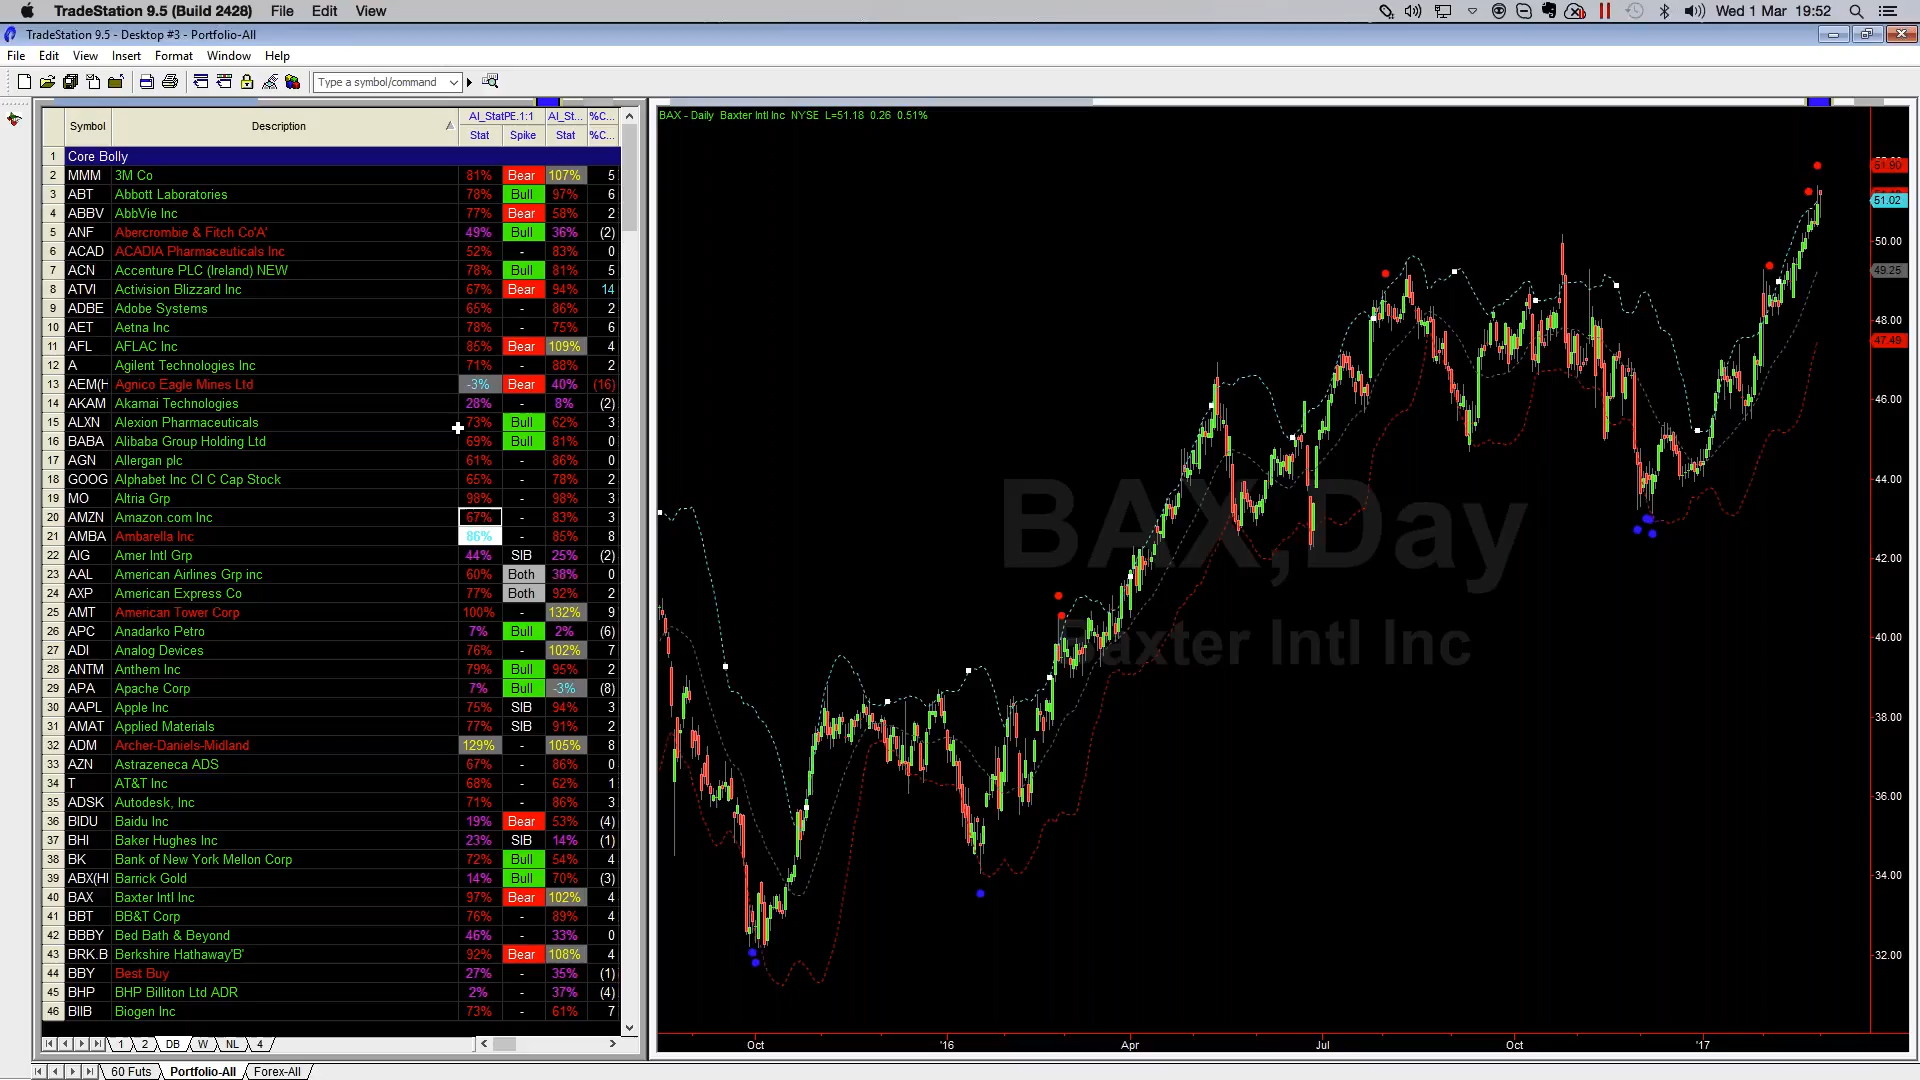 TradeStation 9.5 (Build 2428) File Edit View Wed 1 Mar 19:52
TradeStation 9.5 - Desktop #3 - Portfolio-All
File Edit View Insert Format Window Help
Type a symbol/command
Symbol Description AI_StatPE.1:1 AI_St... %C...
Stat Spike Stat %C...
1 Core Bolly
2 MMM 3M Co 81% Bear 107% 5
3 ABT Abbott Laboratories 78% Bull 97% 6
4 ABBV AbbVie Inc 77% Bear 58% 2
5 ANF Abercrombie & Fitch Co'A' 49% Bull 36% (2)
6 ACAD ACADIA Pharmaceuticals Inc 52% - 83% 0
7 ACN Accenture PLC (Ireland) NEW 78% Bull 81% 5
8 ATVI Activision Blizzard Inc 67% Bear 94% 14
9 ADBE Adobe Systems 65% - 86% 2
10 AET Aetna Inc 78% - 75% 6
11 AFL AFLAC Inc 85% Bear 109% 4
12 A Agilent Technologies Inc 71% - 88% 2
13 AEM(H Agnico Eagle Mines Ltd -3% Bear 40% (16)
14 AKAM Akamai Technologies 28% - 8% (2)
15 ALXN Alexion Pharmaceuticals 73% Bull 62% 3
16 BABA Alibaba Group Holding Ltd 69% Bull 81% 0
17 AGN Allergan plc 61% - 86% 0
18 GOOG Alphabet Inc Cl C Cap Stock 65% - 78% 2
19 MO Altria Grp 98% - 98% 3
20 AMZN Amazon.com Inc 67% - 83% 3
21 AMBA Ambarella Inc 86% - 85% 8
22 AIG Amer Intl Grp 44% SIB 25% (2)
23 AAL American Airlines Grp inc 60% Both 38% 0
24 AXP American Express Co 77% Both 92% 2
25 AMT American Tower Corp 100% - 132% 9
26 APC Anadarko Petro 7% Bull 2% (6)
27 ADI Analog Devices 76% - 102% 7
28 ANTM Anthem Inc 79% Bull 95% 2
29 APA Apache Corp 7% Bull -3% (8)
30 AAPL Apple Inc 75% SIB 94% 3
31 AMAT Applied Materials 77% SIB 91% 2
32 ADM Archer-Daniels-Midland 129% - 105% 8
33 AZN Astrazeneca ADS 67% - 86% 0
34 T AT&T Inc 68% - 62% 1
35 ADSK Autodesk, Inc 71% - 86% 3
36 BIDU Baidu Inc 19% Bear 53% (4)
37 BHI Baker Hughes Inc 23% SIB 14% (1)
38 BK Bank of New York Mellon Corp 72% Bull 54% 4
39 ABX(HI Barrick Gold 14% Bull 70% (3)
40 BAX Baxter Intl Inc 97% Bear 102% 4
41 BBT BB&T Corp 76% - 89% 4
42 BBBY Bed Bath & Beyond 46% - 33% 0
43 BRK.B Berkshire Hathaway'B' 92% Bear 108% 4
44 BBY Best Buy 27% - 35% (1)
45 BHP BHP Billiton Ltd ADR 2% - 37% (4)
46 BIIB Biogen Inc 73% - 61% 7
1 2 DB W NL 4
60 Futs Portfolio-All Forex-All
BAX - Daily Baxter Intl Inc NYSE L=51.18 0.26 0.51%
BAX,Day
Baxter Intl Inc
51.90
51.02
50.00
49.25
48.00
47.49
46.00
44.00
42.00
40.00
38.00
36.00
34.00
32.00
Oct '16 Apr Jul Oct '17